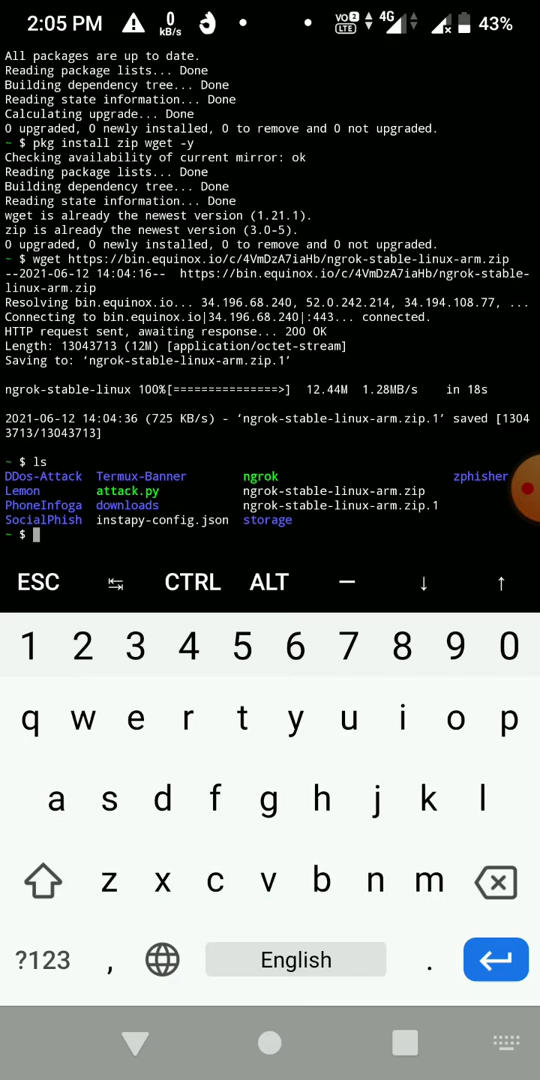 2:05 PM 0 kB/s VO 2 LTE 4G 43%
All packages are up to date.
Reading package lists... Done
Building dependency tree... Done
Reading state information... Done
Calculating upgrade... Done
0 upgraded, 0 newly installed, 0 to remove and 0 not upgraded.
~ $ pkg install zip wget -y
Checking availability of current mirror: ok
Reading package lists... Done
Building dependency tree... Done
Reading state information... Done
wget is already the newest version (1.21.1).
zip is already the newest version (3.0-5).
0 upgraded, 0 newly installed, 0 to remove and 0 not upgraded.
~ $ wget https://bin.equinox.io/c/4VmDzA7iaHb/ngrok-stable-linux-arm.zip
--2021-06-12 14:04:16--  https://bin.equinox.io/c/4VmDzA7iaHb/ngrok-stable-
linux-arm.zip
Resolving bin.equinox.io... 34.196.68.240, 52.0.242.214, 34.194.108.77, ...
Connecting to bin.equinox.io|34.196.68.240|:443... connected.
HTTP request sent, awaiting response... 200 OK
Length: 13043713 (12M) [application/octet-stream]
Saving to: ‘ngrok-stable-linux-arm.zip.1’
ngrok-stable-linux 100%[===============>]  12.44M  1.28MB/s    in 18s
2021-06-12 14:04:36 (725 KB/s) - ‘ngrok-stable-linux-arm.zip.1’ saved [1304
3713/13043713]
~ $ ls
DDos-Attack  Termux-Banner  ngrok  zphisher
Lemon  attack.py  ngrok-stable-linux-arm.zip
PhoneInfoga  downloads  ngrok-stable-linux-arm.zip.1
SocialPhish  instapy-config.json  storage
~ $
ESC ↹ CTRL ALT — ↓ ↑
1 2 3 4 5 6 7 8 9 0
q w e r t y u i o p
a s d f g h j k l
z x c v b n m
?123 , English .